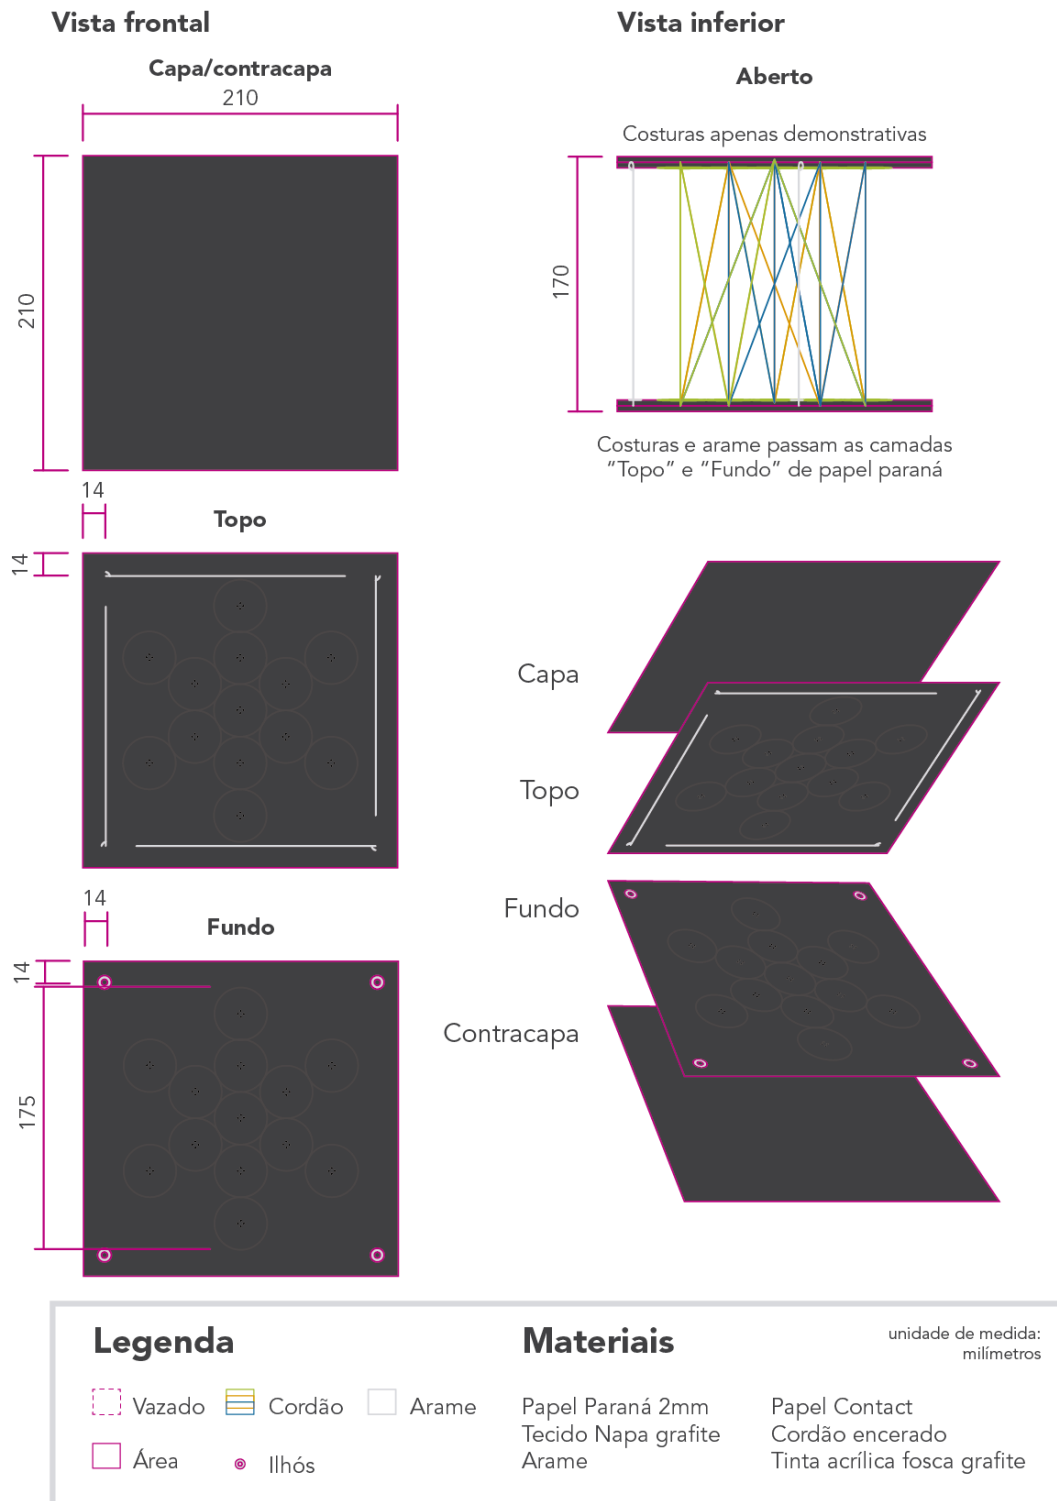 Vista frontal
Capa/contracapa
210
210
14
Topo
14
14
Fundo
14
175
Vista inferior
Aberto
Costuras apenas demonstrativas
170
Costuras e arame passam as camadas
“Topo” e “Fundo” de papel paraná
Capa
Topo
Fundo
Contracapa
Legenda
Vazado
Cordão
Arame
Área
Ilhós
Materiais
unidade de medida:
milímetros
Papel Paraná 2mm
Tecido Napa grafite
Arame
Papel Contact
Cordão encerado
Tinta acrílica fosca grafite